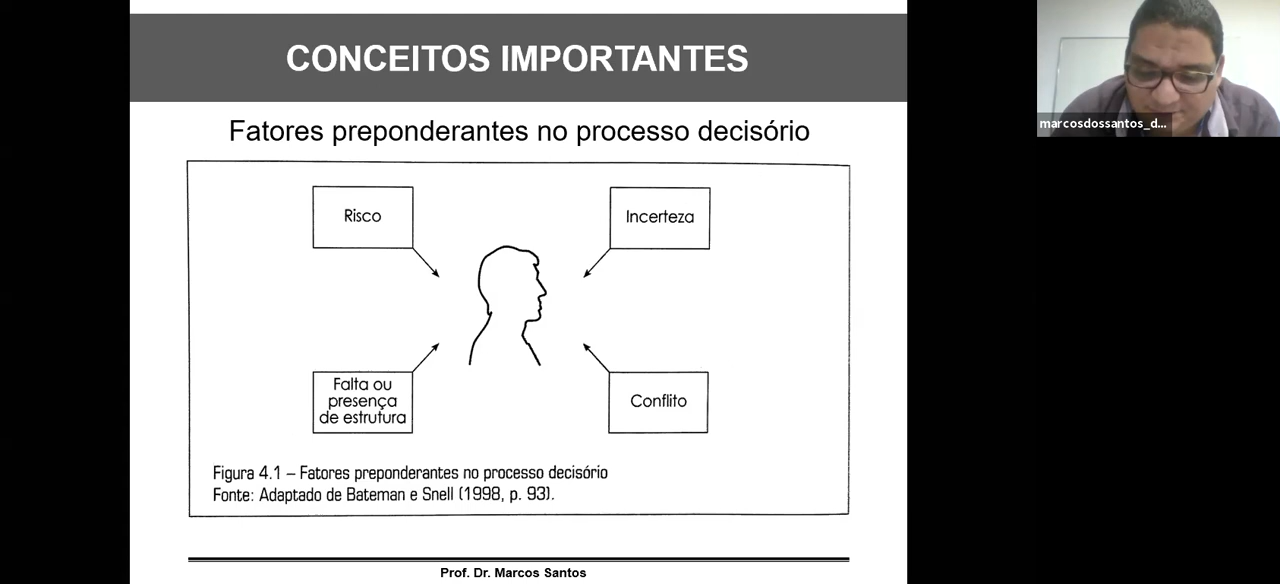 CONCEITOS IMPORTANTES
marcosdossantos_d...
Fatores preponderantes no processo decisório
Risco
Incerteza
Falta ou
presença
de estrutura
Conflito
Figura 4.1 – Fatores preponderantes no processo decisório
Fonte: Adaptado de Bateman e Snell (1998, p. 93).
Prof. Dr. Marcos Santos